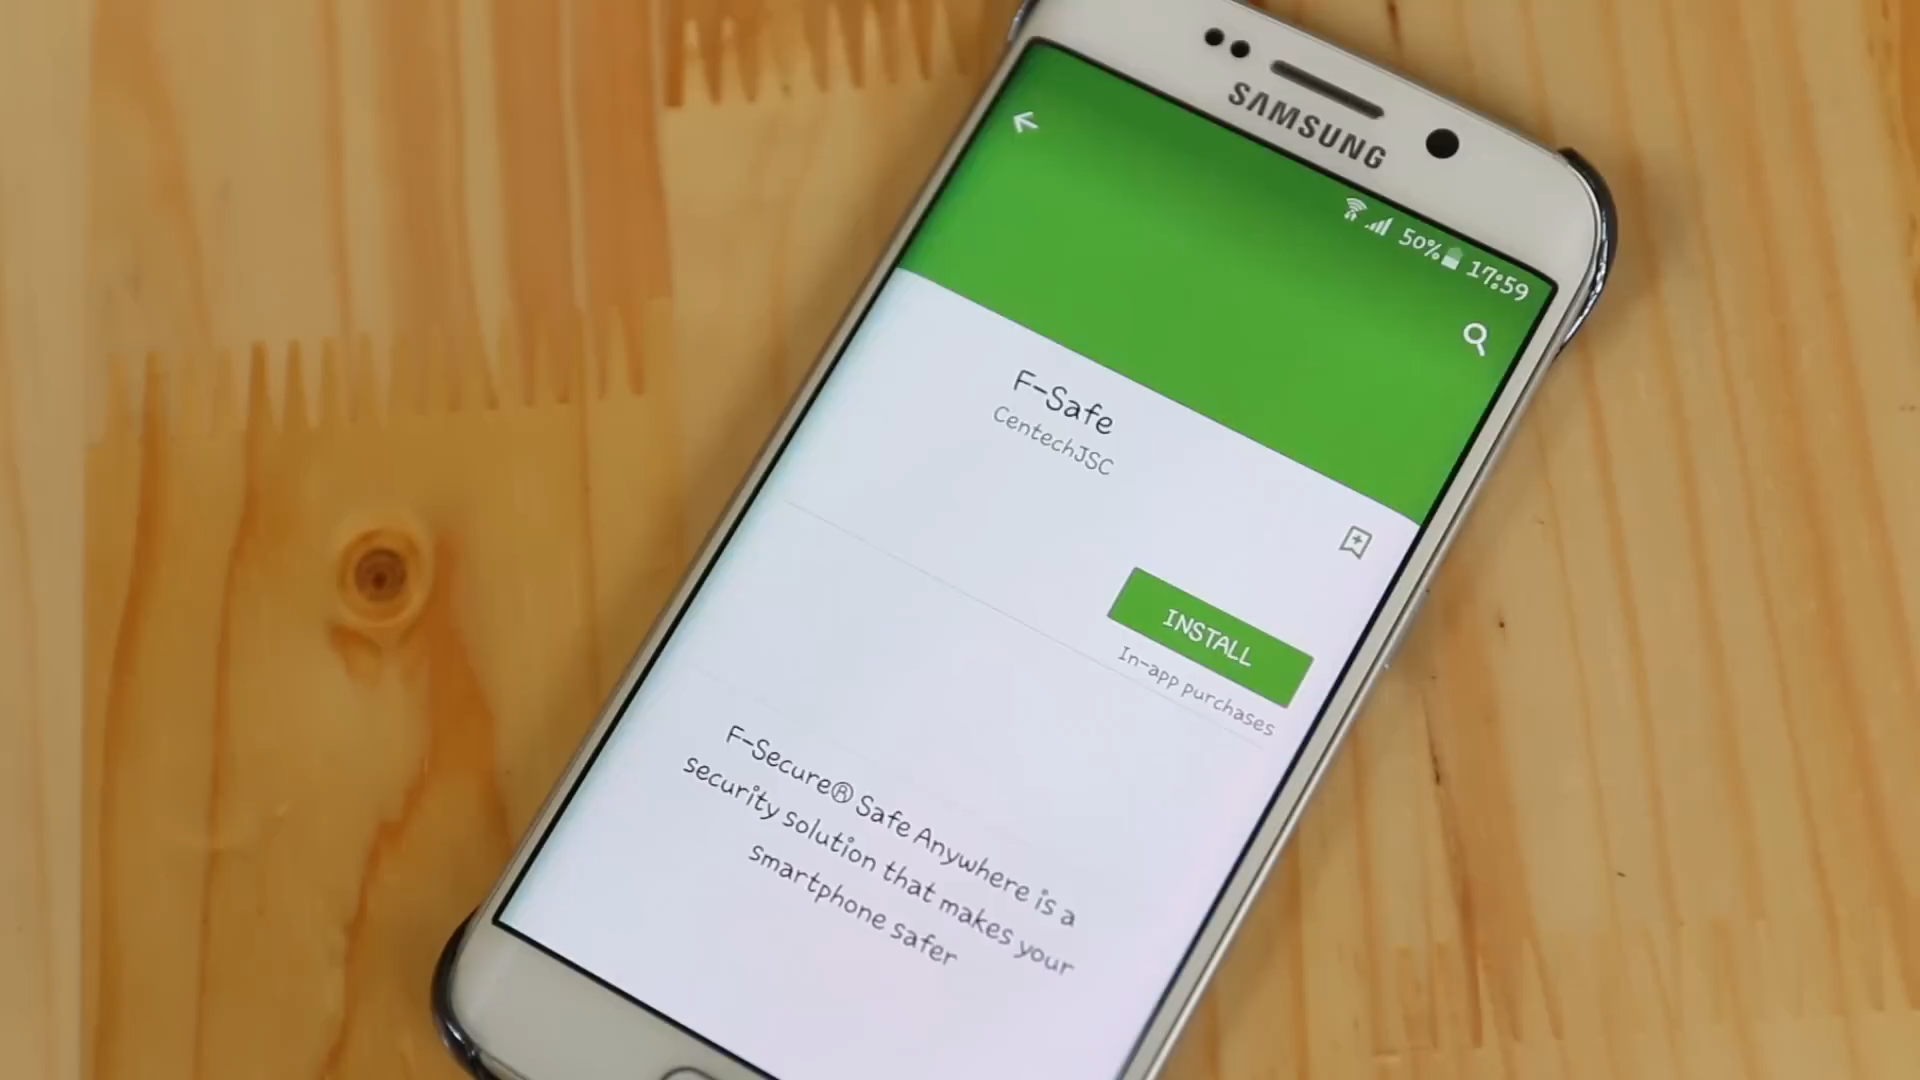 SAMSUNG
50% 17:59
F-Safe
CentechJSC
INSTALL
In-app purchases
F-Secure® Safe Anywhere is a
security solution that makes your
smartphone safer